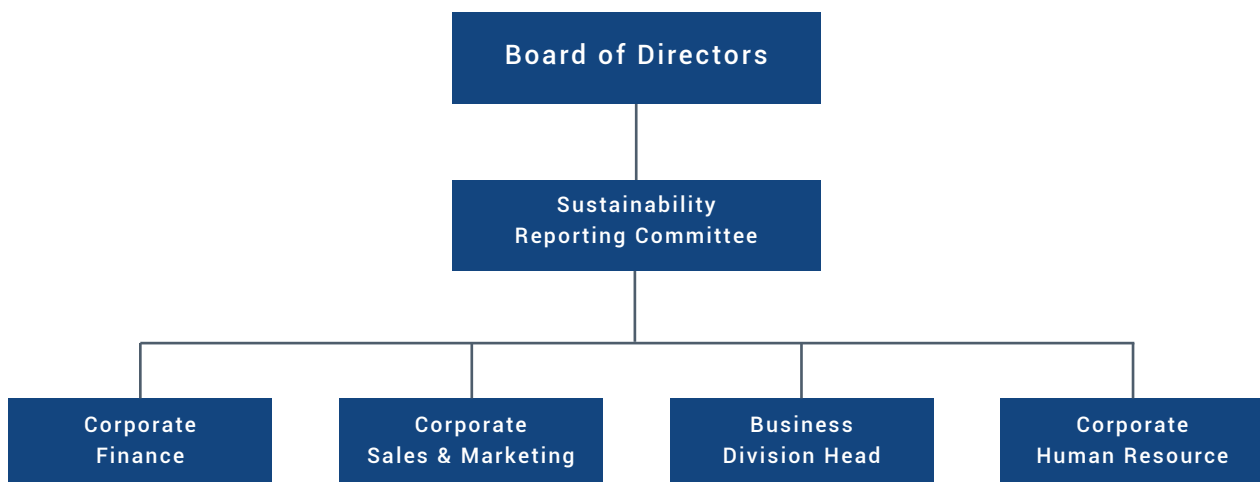 Board of Directors
Sustainability
Reporting Committee
Corporate
Finance
Corporate
Sales & Marketing
Business
Division Head
Corporate
Human Resource